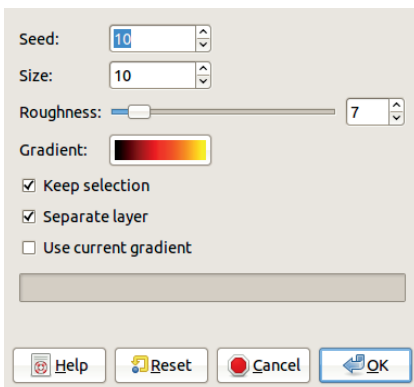 Seed: 10
Size: 10
Roughness: 7
Gradient:
Keep selection
Separate layer
Use current gradient
Help Reset Cancel OK